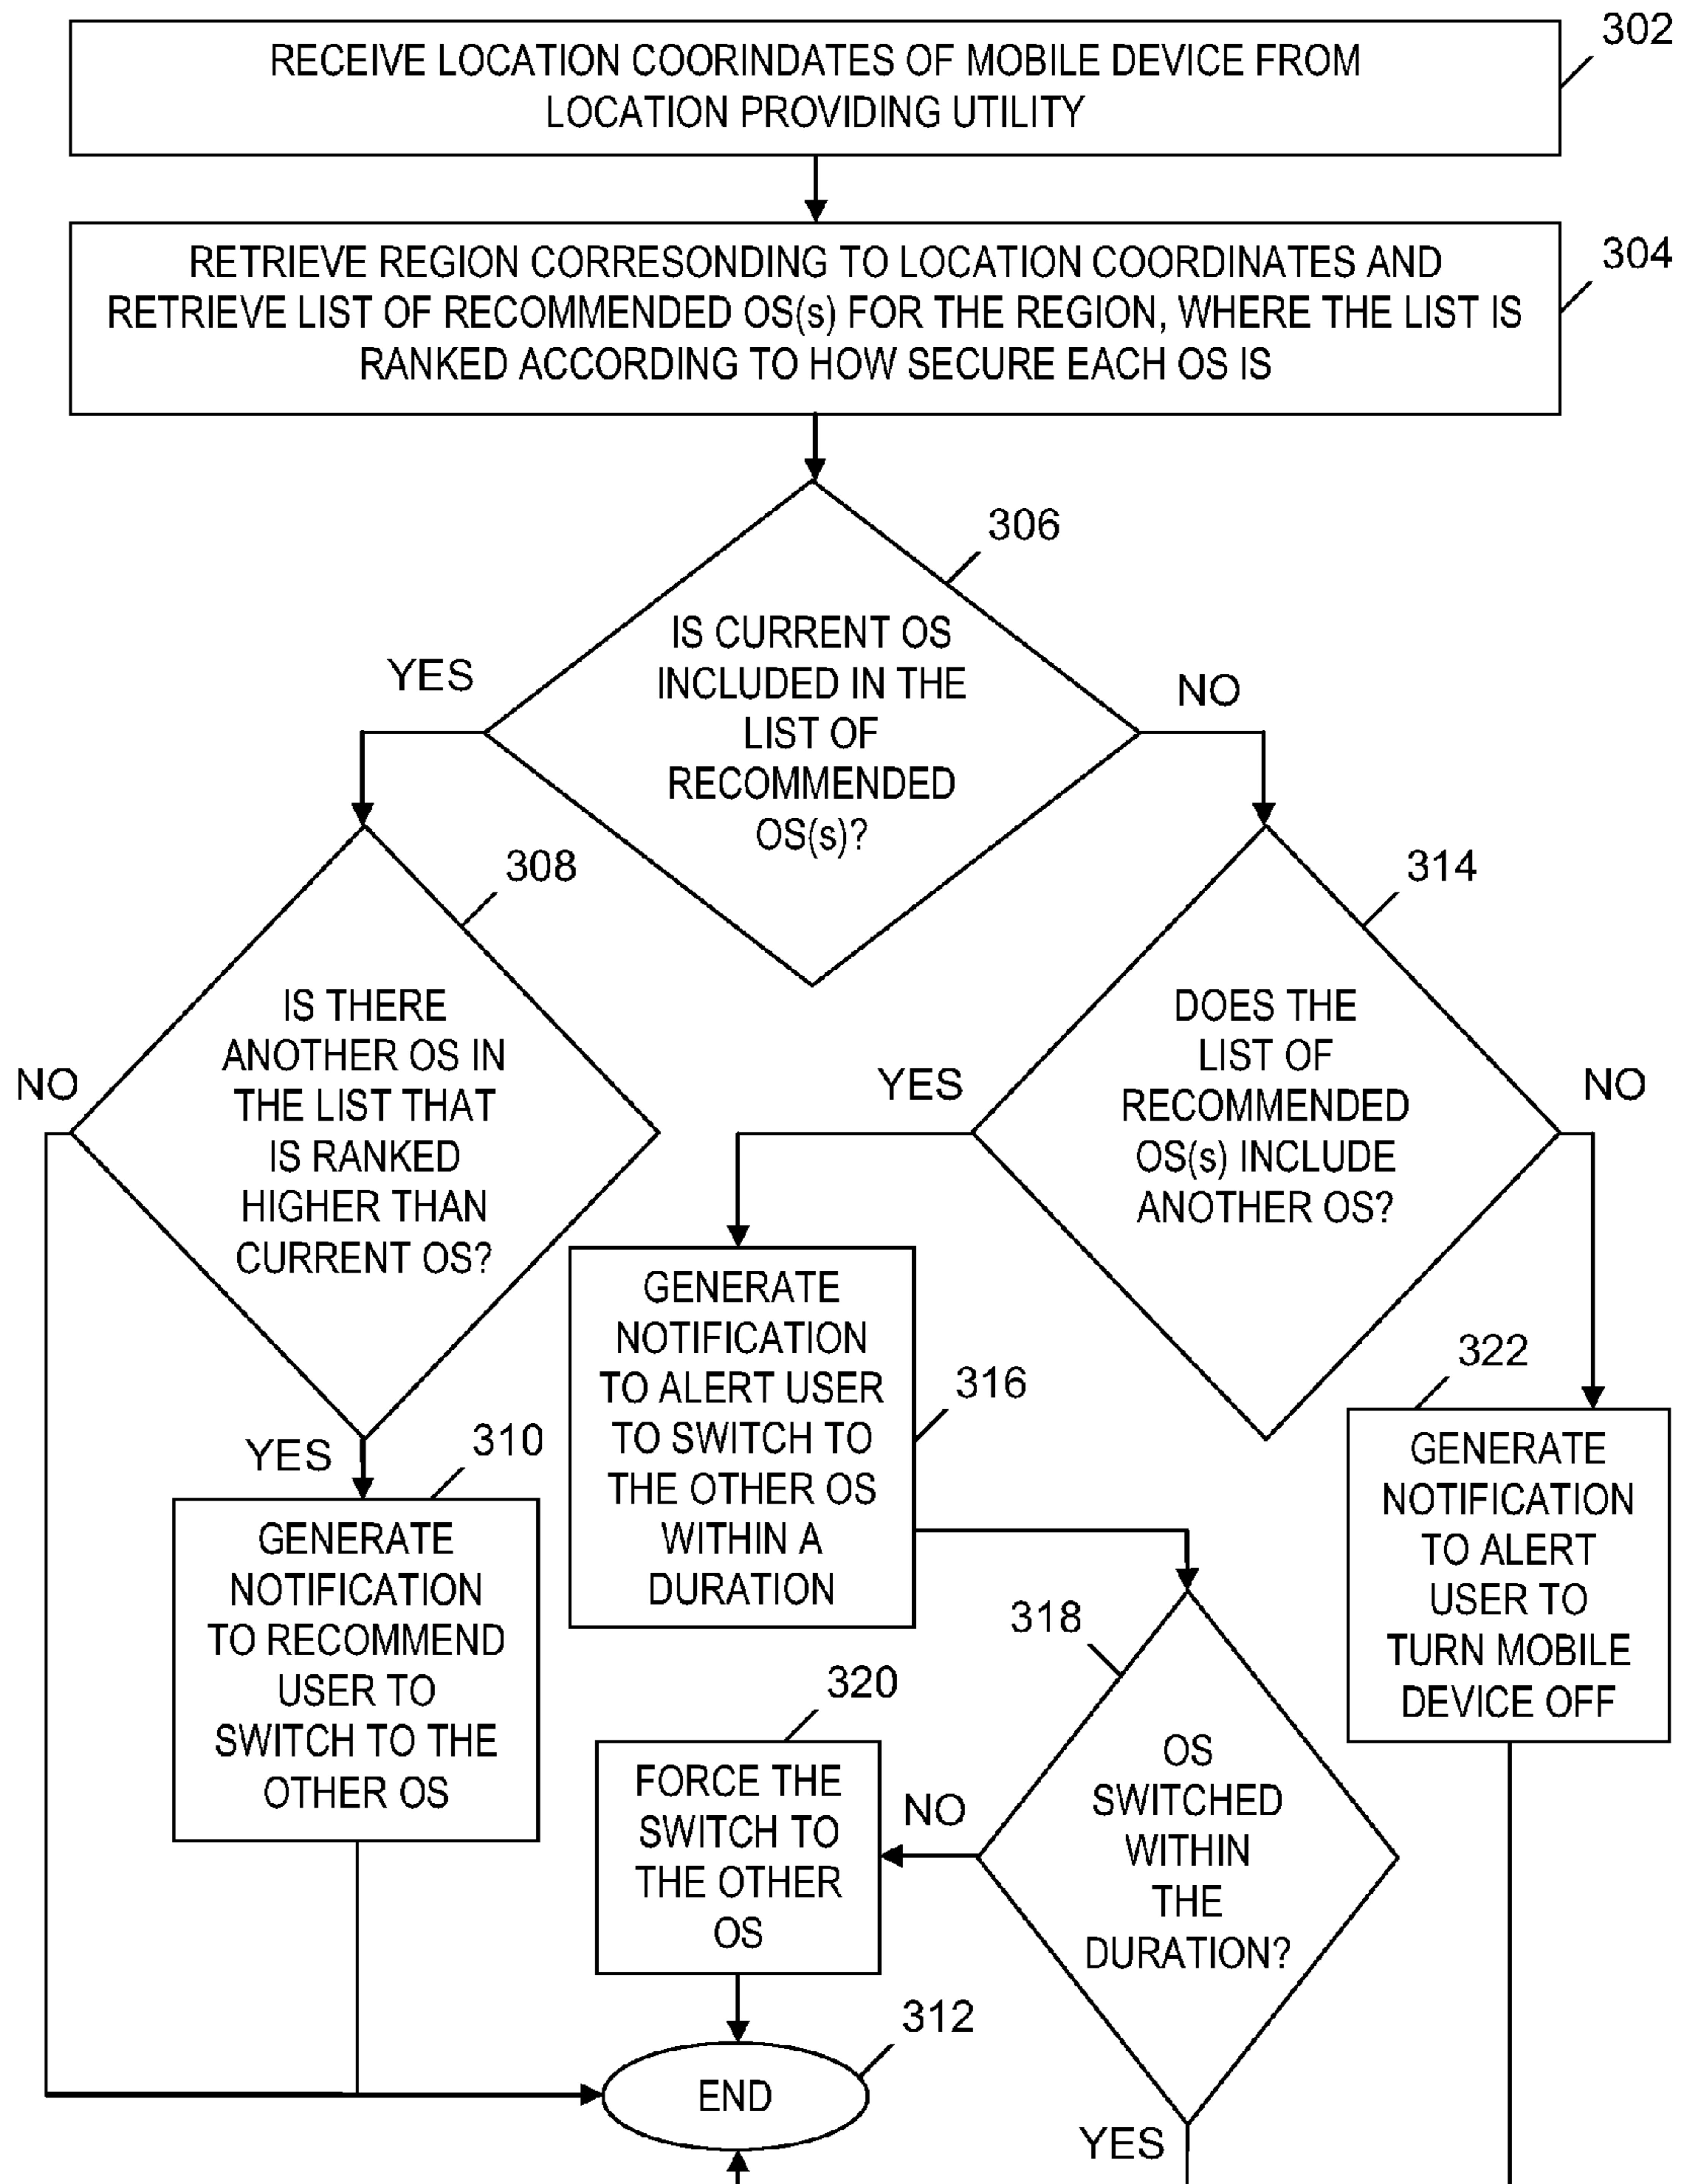 302
RECEIVE LOCATION COORINDATES OF MOBILE DEVICE FROM
LOCATION PROVIDING UTILITY
304
RETRIEVE REGION CORRESONDING TO LOCATION COORDINATES AND
RETRIEVE LIST OF RECOMMENDED OS(s) FOR THE REGION, WHERE THE LIST IS
RANKED ACCORDING TO HOW SECURE EACH OS IS
306
IS CURRENT OS
INCLUDED IN THE
LIST OF
RECOMMENDED
OS(s)?
YES
NO
308
IS THERE
ANOTHER OS IN
THE LIST THAT
IS RANKED
HIGHER THAN
CURRENT OS?
NO
YES
314
DOES THE
LIST OF
RECOMMENDED
OS(s) INCLUDE
ANOTHER OS?
YES
NO
310
GENERATE
NOTIFICATION
TO RECOMMEND
USER TO
SWITCH TO THE
OTHER OS
316
GENERATE
NOTIFICATION
TO ALERT USER
TO SWITCH TO
THE OTHER OS
WITHIN A
DURATION
322
GENERATE
NOTIFICATION
TO ALERT
USER TO
TURN MOBILE
DEVICE OFF
318
OS
SWITCHED
WITHIN
THE
DURATION?
NO
YES
320
FORCE THE
SWITCH TO
THE OTHER
OS
312
END